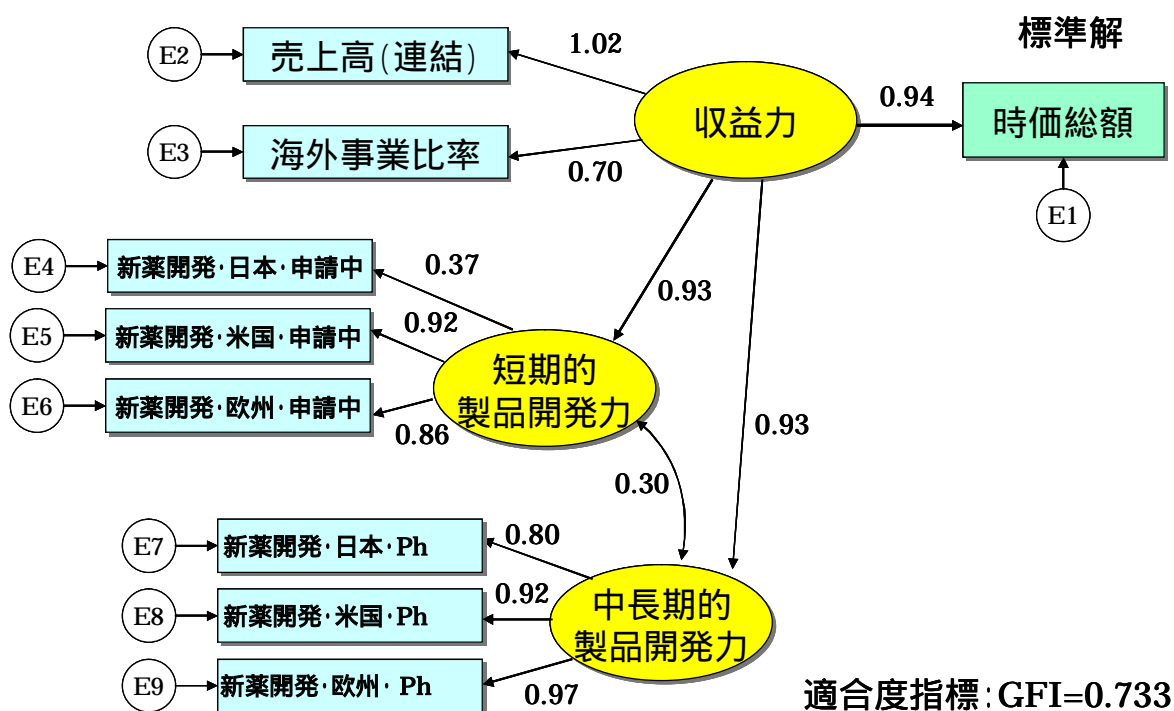 標準解
E2
売上高(連結)
1.02
収益力
0.94
時価総額
E3
海外事業比率
0.70
E1
E4
新薬開発・日本・申請中
0.37
0.93
E5
新薬開発・米国・申請中
0.92
短期的
製品開発力
E6
新薬開発・欧州・申請中
0.86
0.93
0.30
E7
新薬開発・日本・Ph
0.80
E8
新薬開発・米国・Ph
0.92
中長期的
製品開発力
E9
新薬開発・欧州・Ph
0.97
適合度指標:GFI=0.733